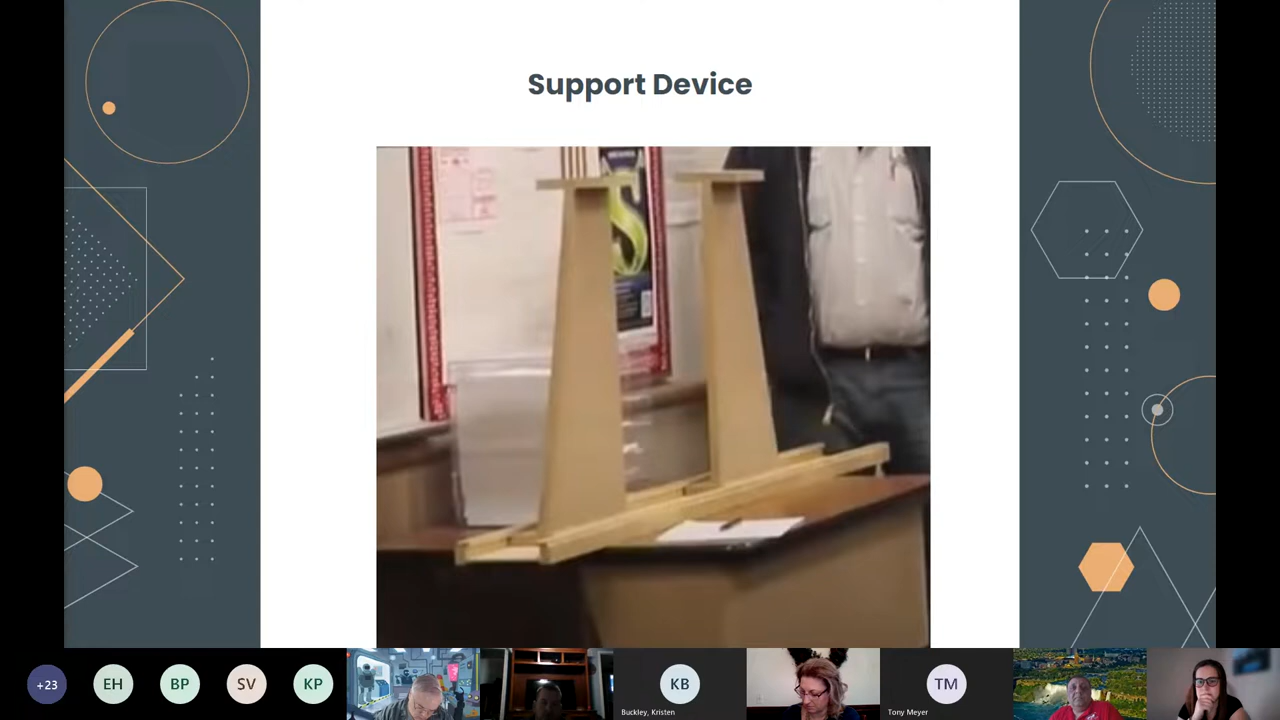 Support Device
S
+23
EH
BP
SV
KP
KB
Buckley, Kristen
TM
Tony Meyer